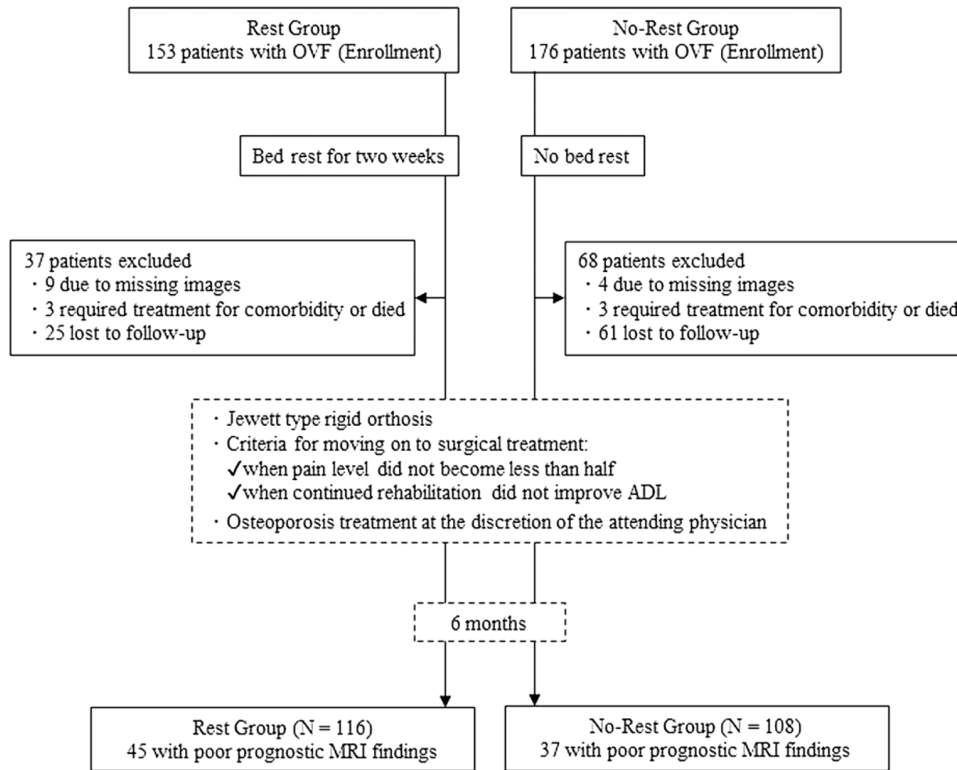 Rest Group
153 patients with OVF (Enrollment)
No-Rest Group
176 patients with OVF (Enrollment)
Bed rest for two weeks
No bed rest
37 patients excluded
・9 due to missing images
・3 required treatment for comorbidity or died
・25 lost to follow-up
68 patients excluded
・4 due to missing images
・3 required treatment for comorbidity or died
・61 lost to follow-up
・Jewett type rigid orthosis
・Criteria for moving on to surgical treatment:
✓when pain level did not become less than half
✓when continued rehabilitation did not improve ADL
・Osteoporosis treatment at the discretion of the attending physician
6 months
Rest Group (N = 116)
45 with poor prognostic MRI findings
No-Rest Group (N = 108)
37 with poor prognostic MRI findings